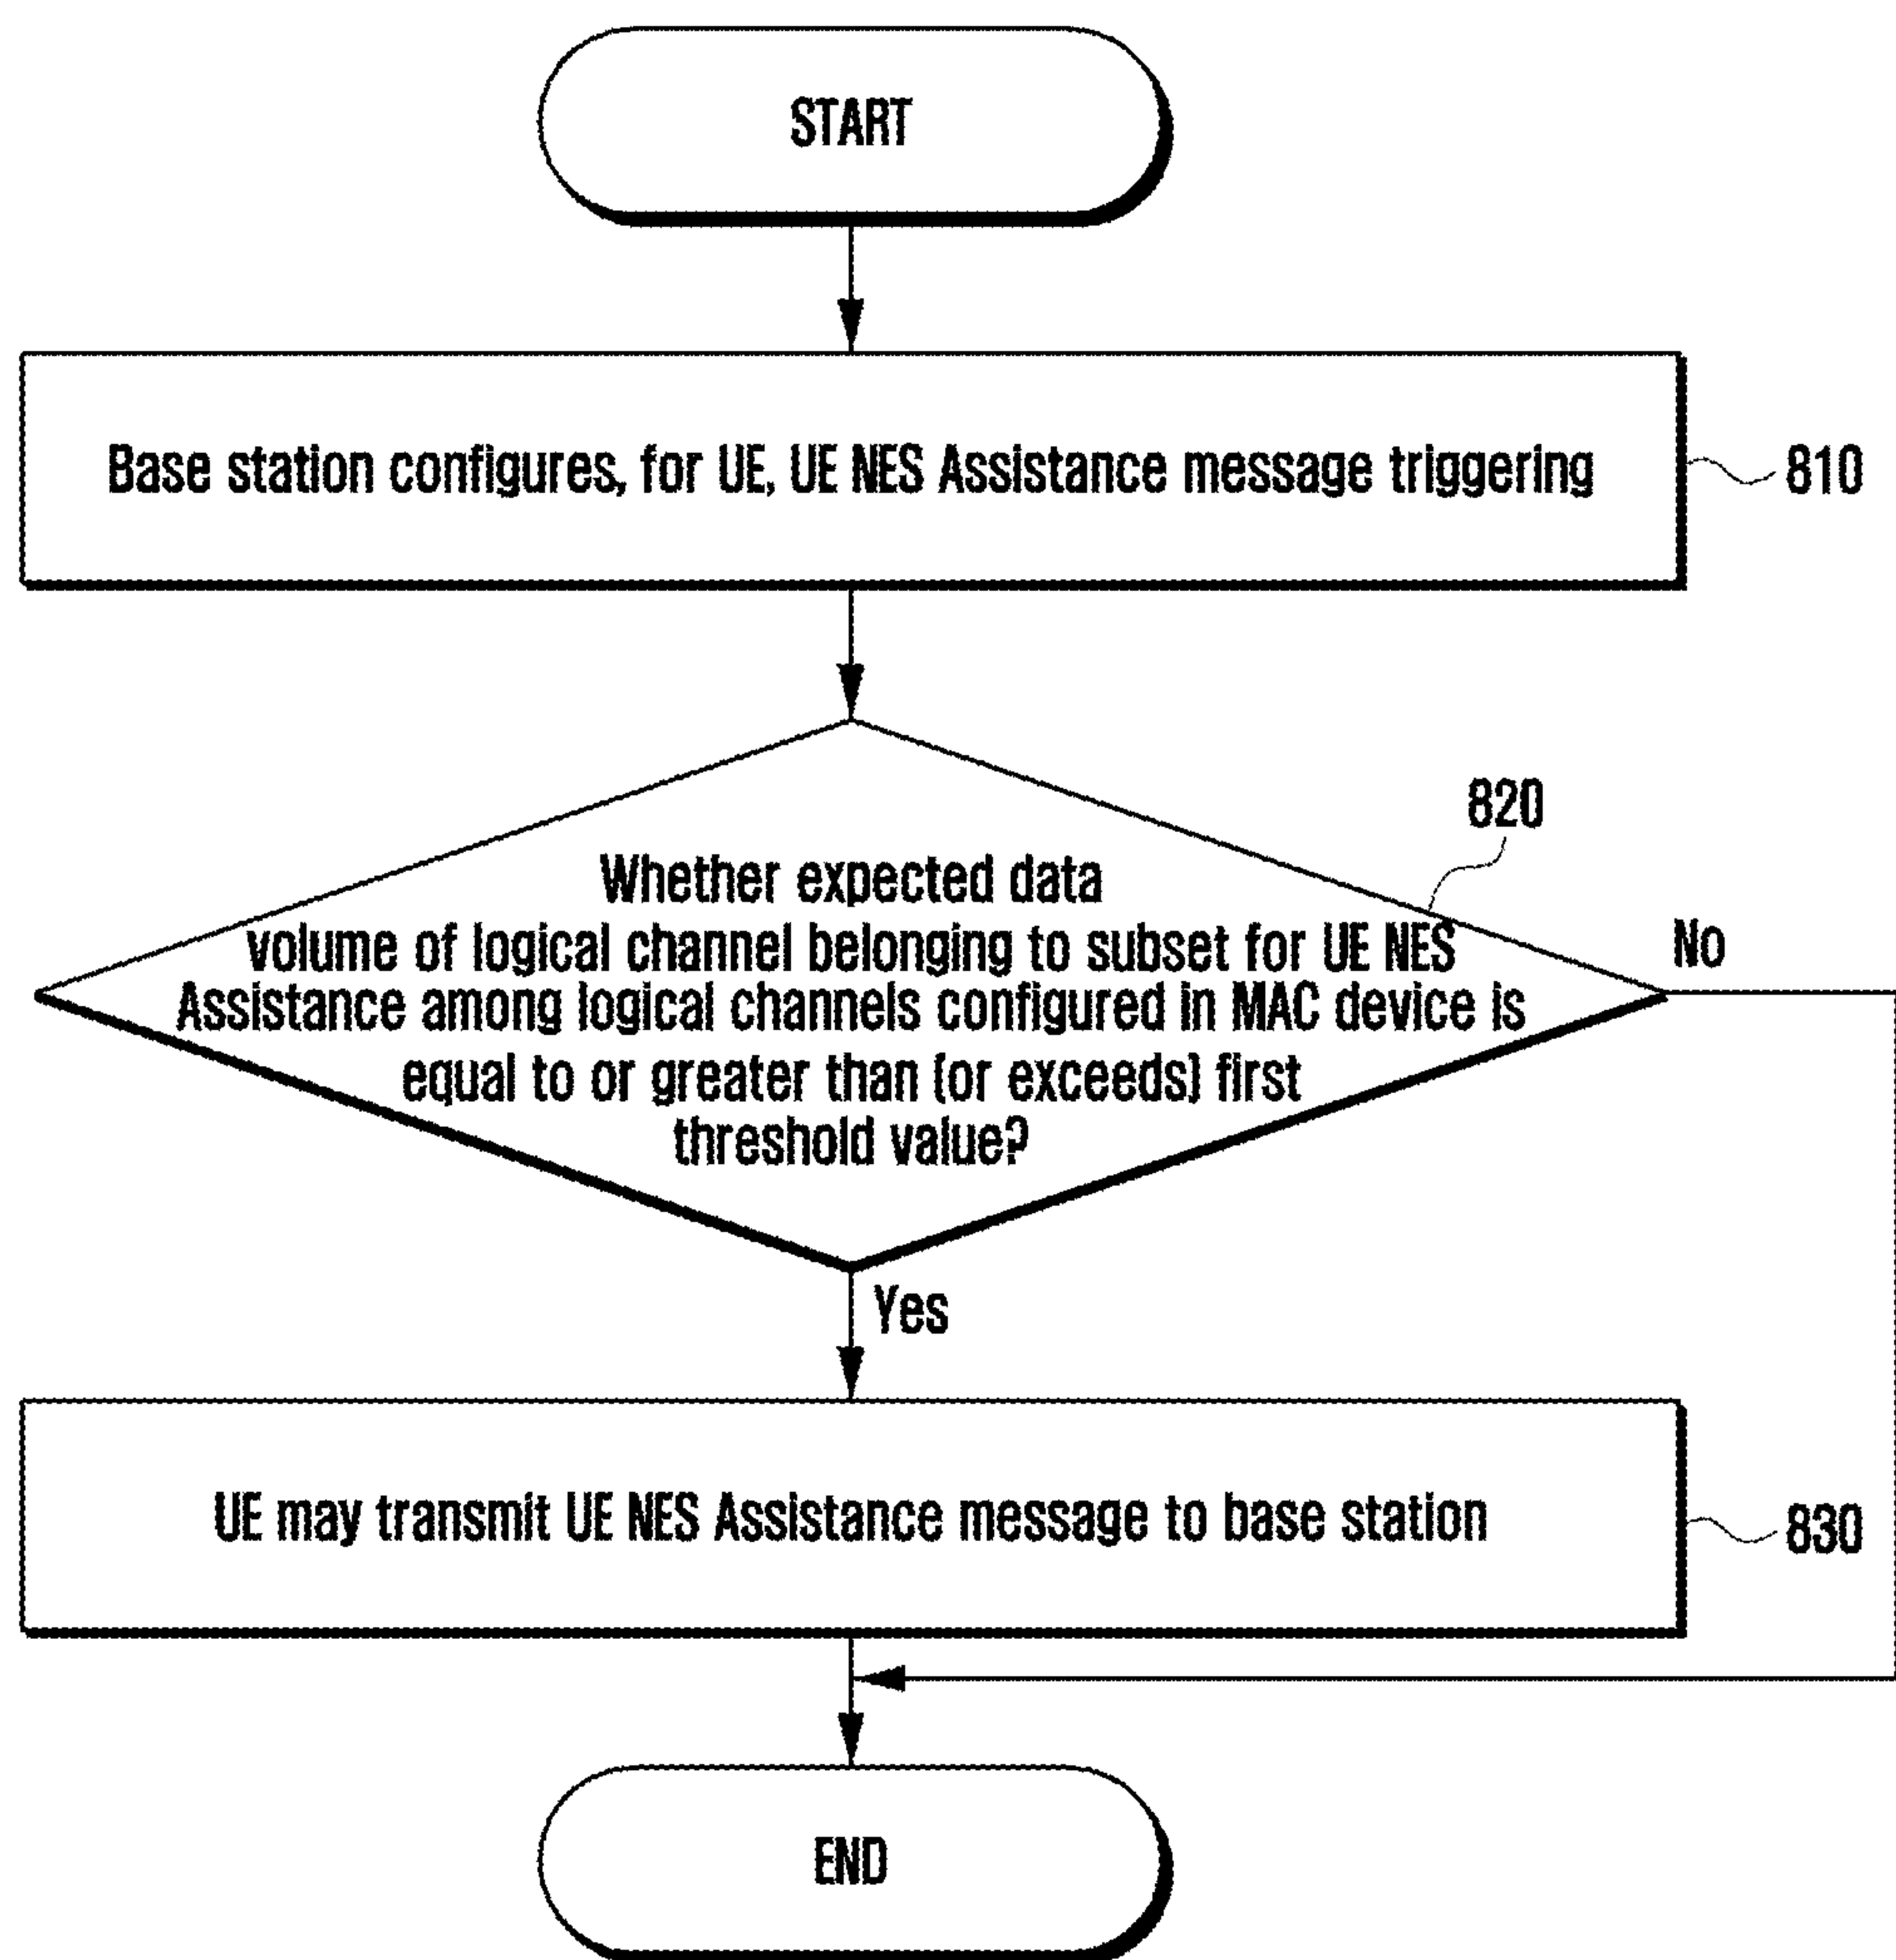 START
Base station configures, for UE, UE NES Assistance message triggering
810
820
Whether expected data
volume of logical channel belonging to subset for UE NES
Assistance among logical channels configured in MAC device is
equal to or greater than (or exceeds) first
threshold value?
No
Yes
UE may transmit UE NES Assistance message to base station
830
END